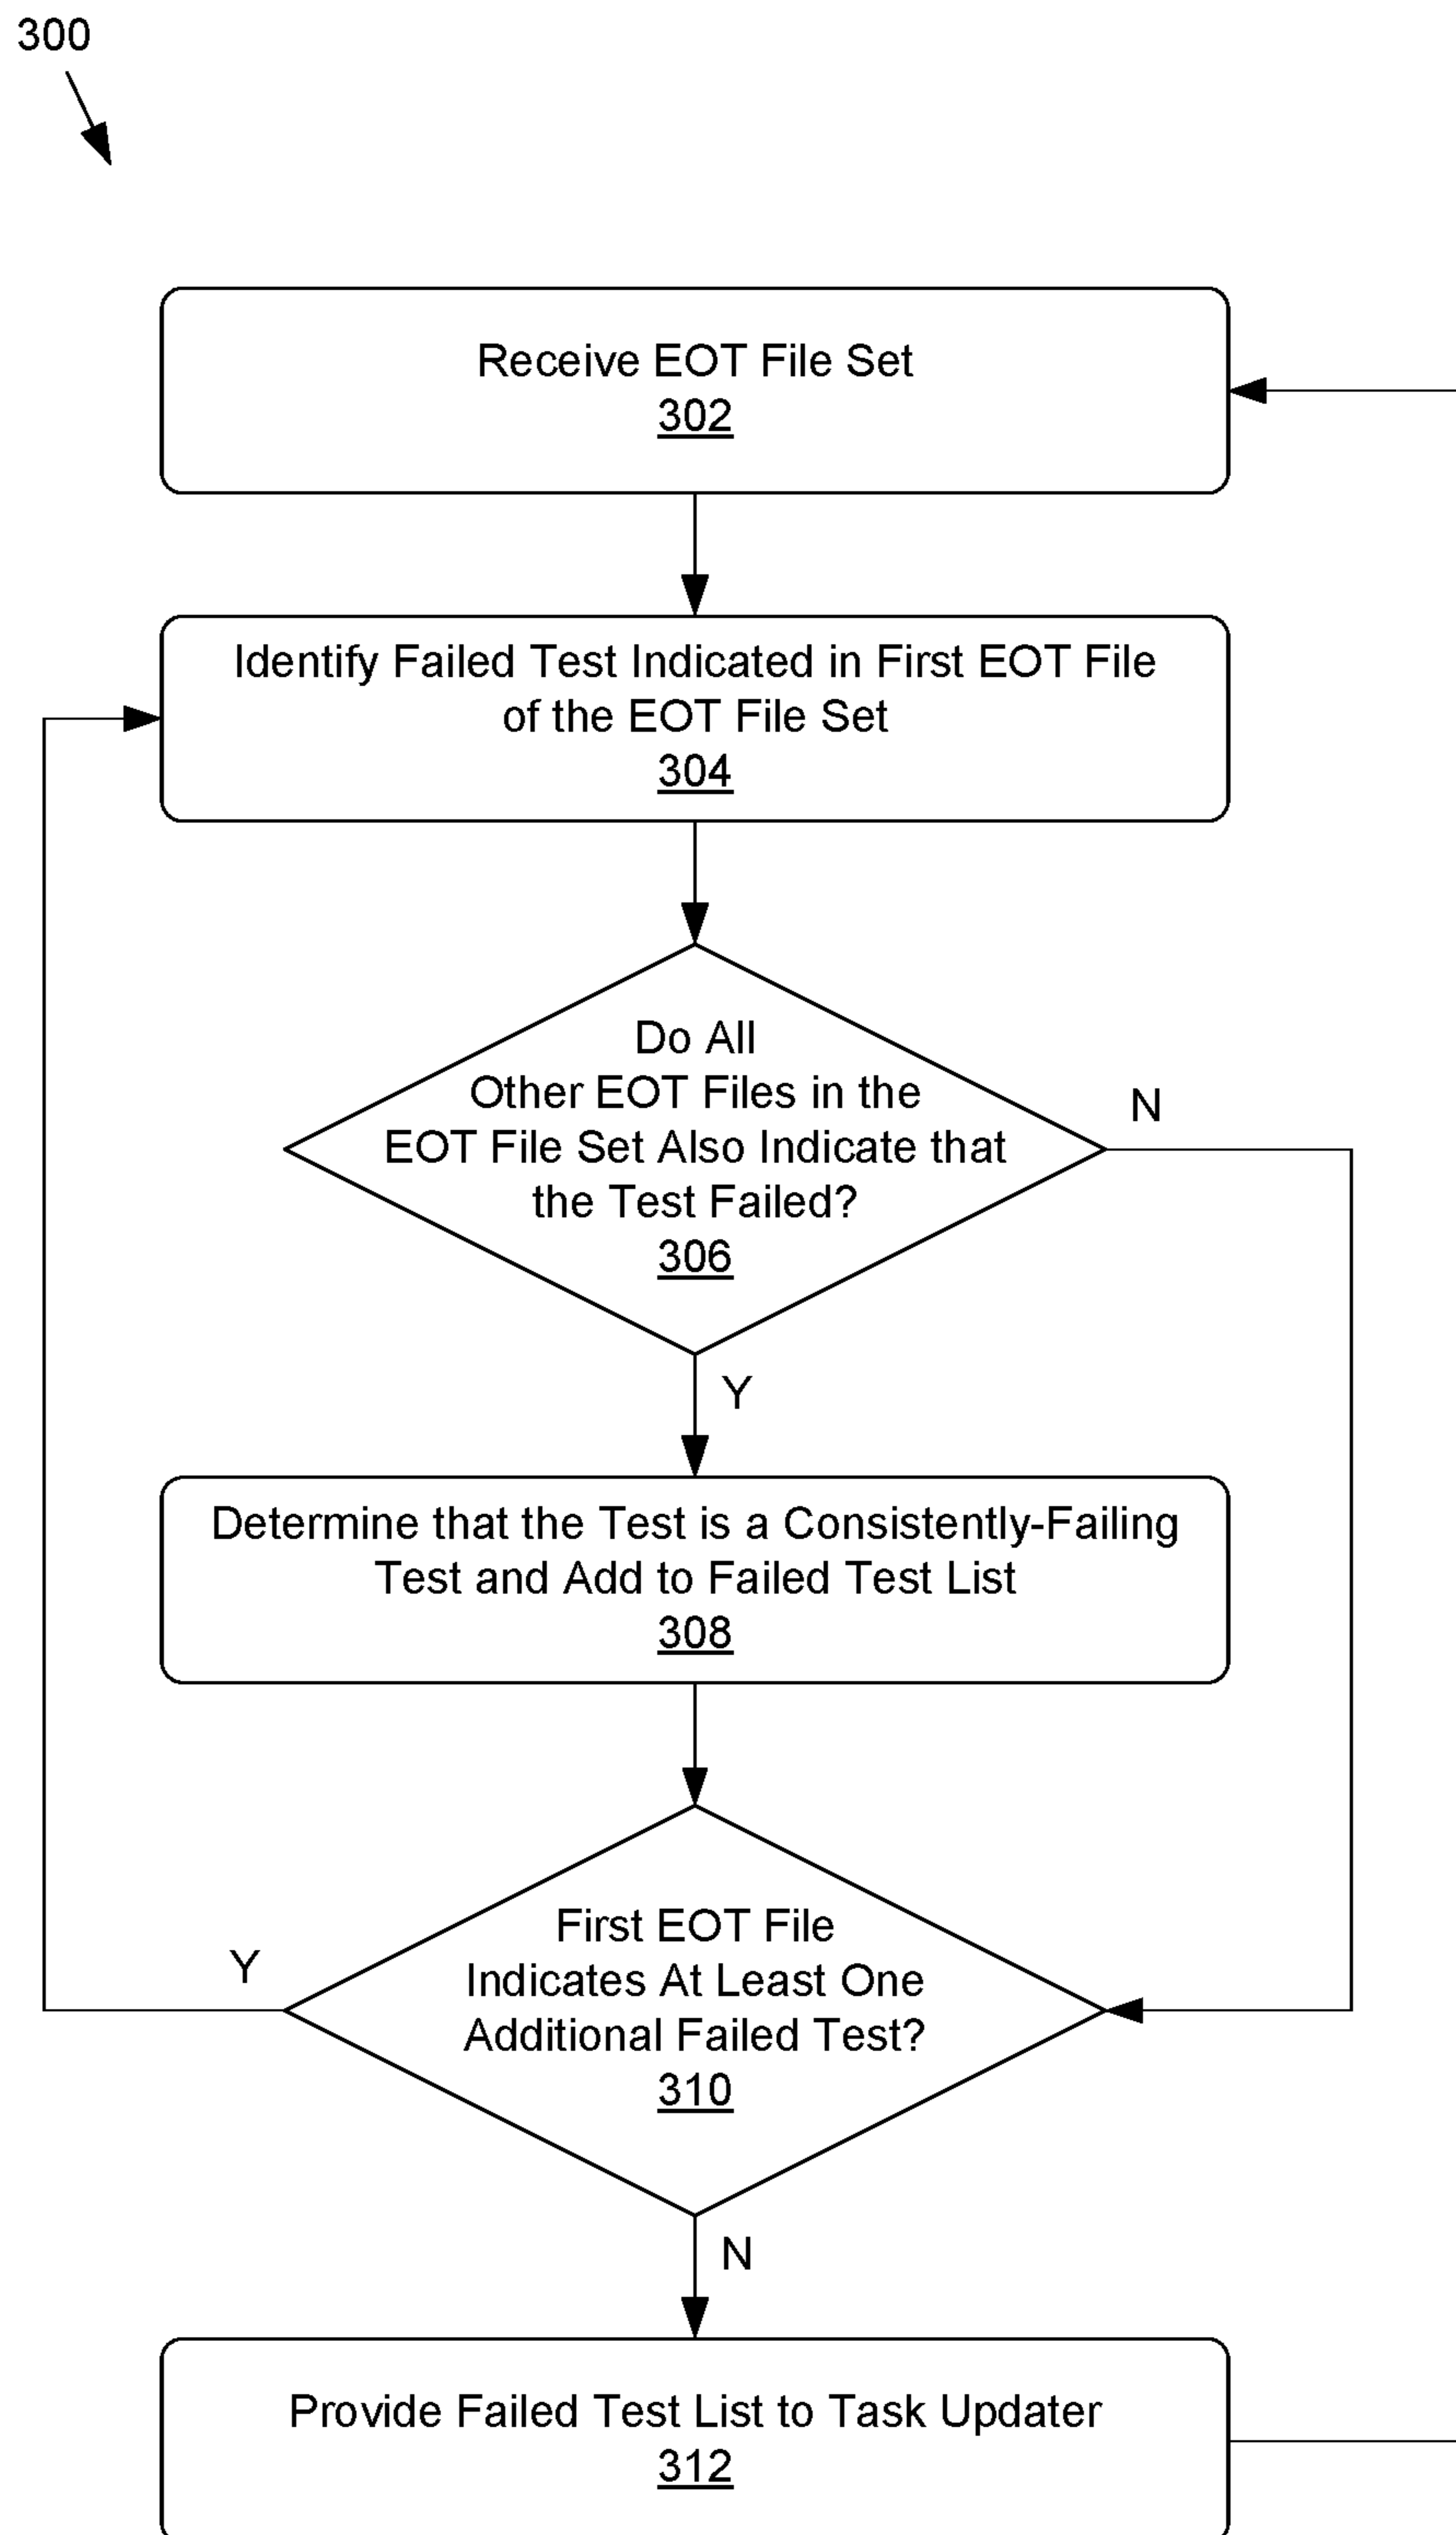 300
Receive EOT File Set
302
Identify Failed Test Indicated in First EOT File
of the EOT File Set
304
Do All
Other EOT Files in the
EOT File Set Also Indicate that
the Test Failed?
306
N
Y
Determine that the Test is a Consistently-Failing
Test and Add to Failed Test List
308
First EOT File
Indicates At Least One
Additional Failed Test?
310
Y
N
Provide Failed Test List to Task Updater
312